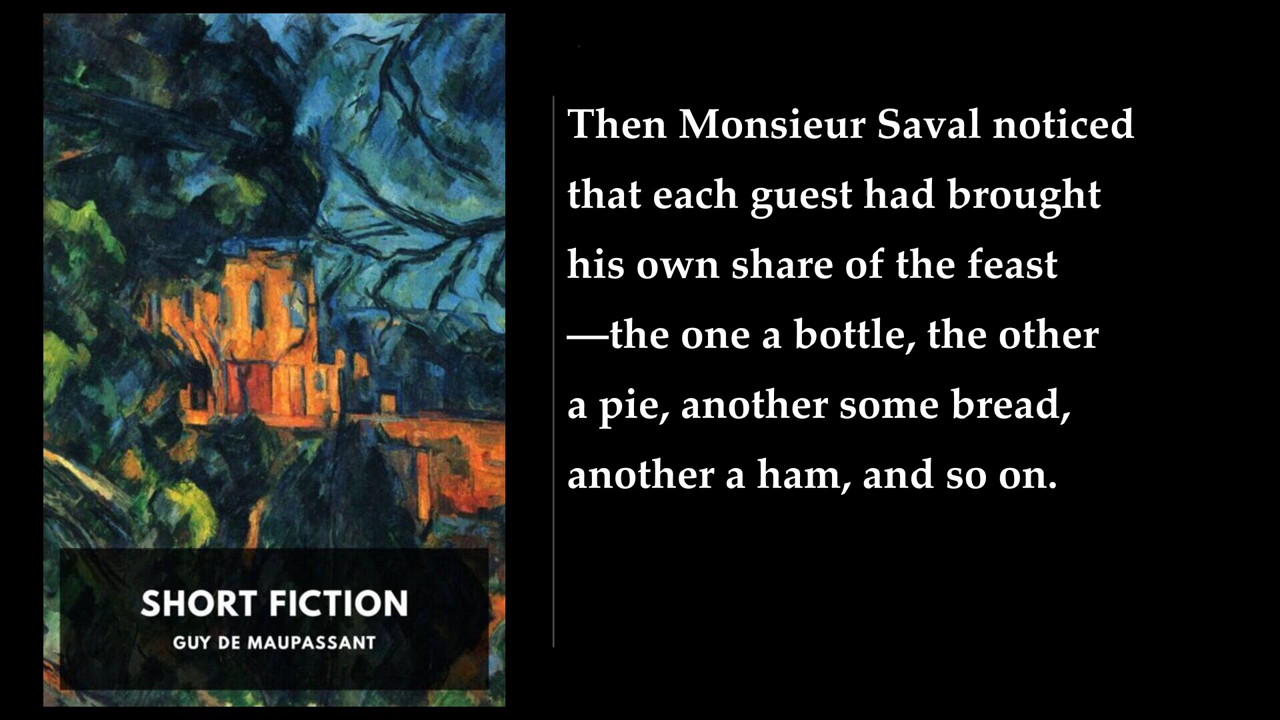 Then Monsieur Saval noticed
that each guest had brought
his own share of the feast
—the one a bottle, the other
a pie, another some bread,
another a ham, and so on.
SHORT FICTION
GUY DE MAUPASSANT